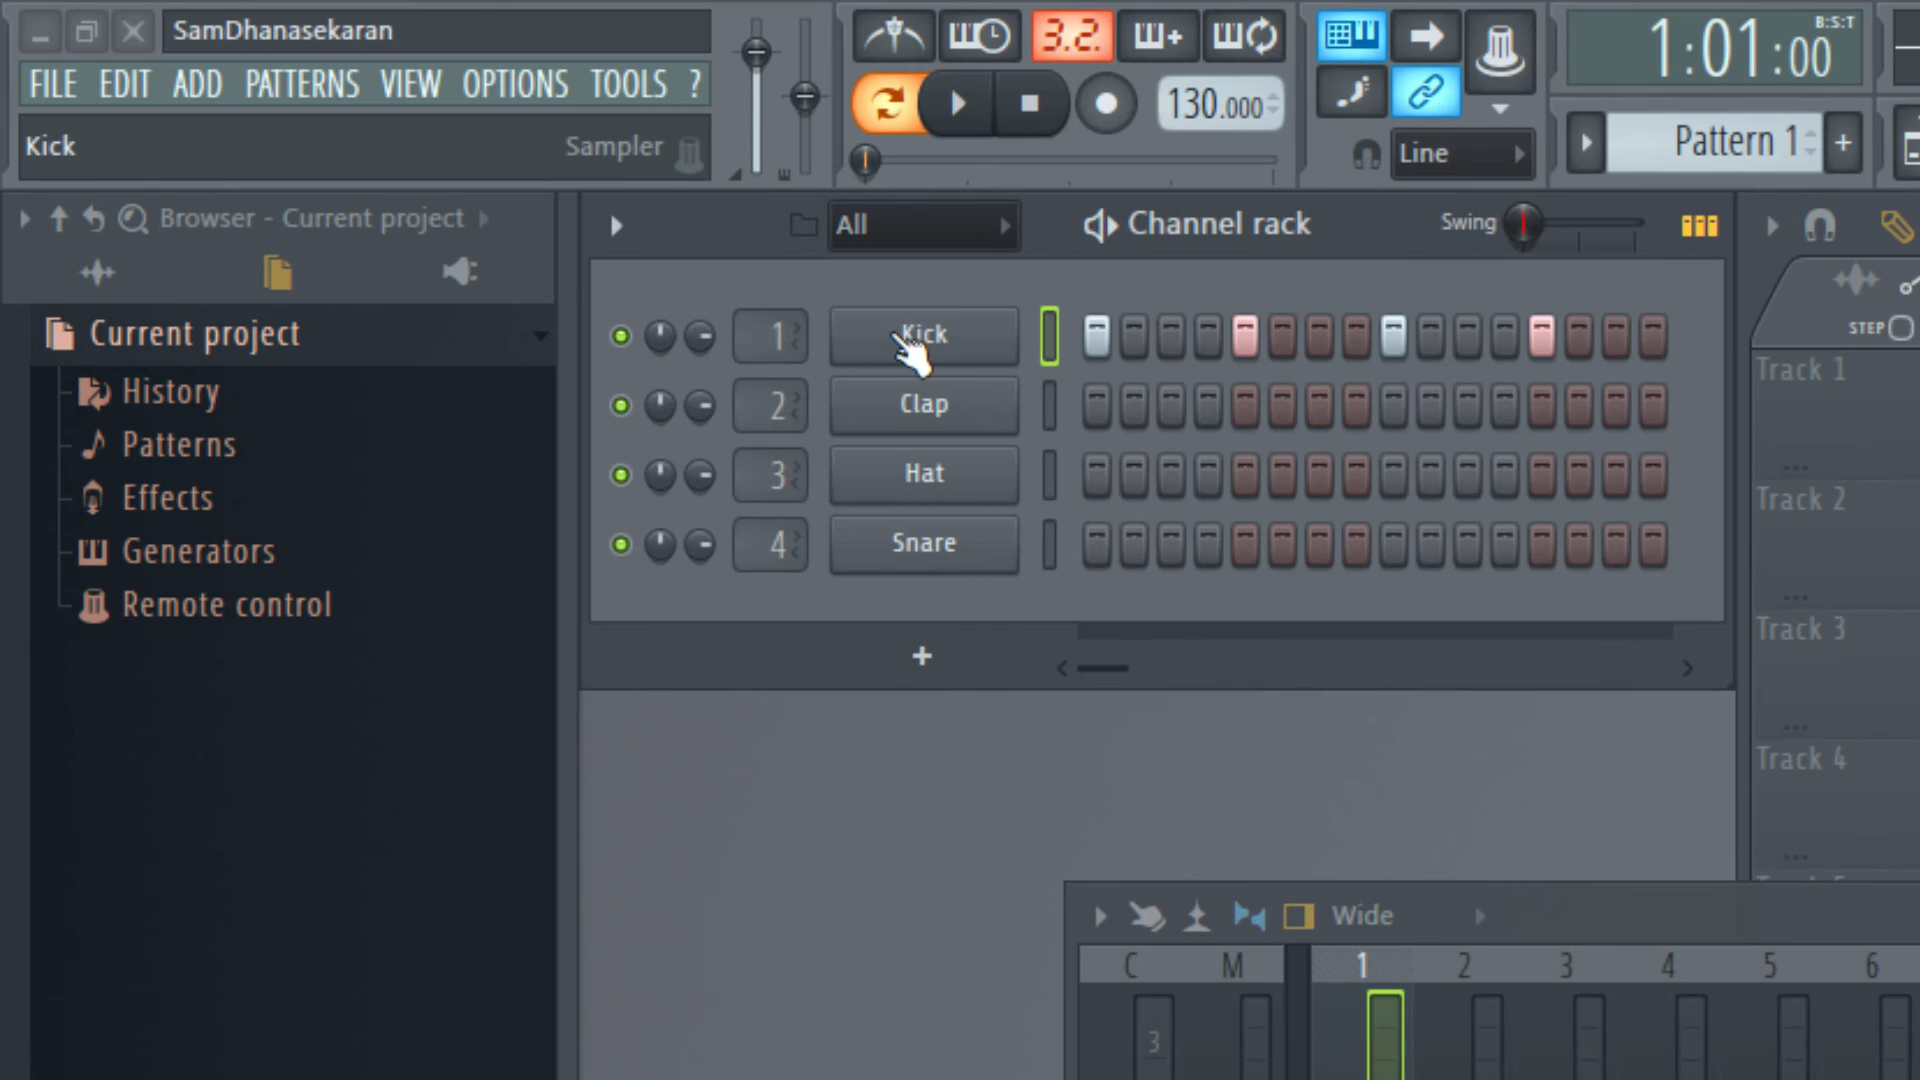 SamDhanasekaran
FILE EDIT ADD PATTERNS VIEW OPTIONS TOOLS ?
Kick Sampler
3.2.
130.000
Line
B:S:T
1:01:00
Pattern 1
+
Browser - Current project
Current project
History
Patterns
Effects
Generators
Remote control
All
Channel rack
Swing
1 Kick
2 Clap
3 Hat
4 Snare
+
STEP
Track 1
Track 2
Track 3
Track 4
Wide
C M 1 2 3 4 5 6
3